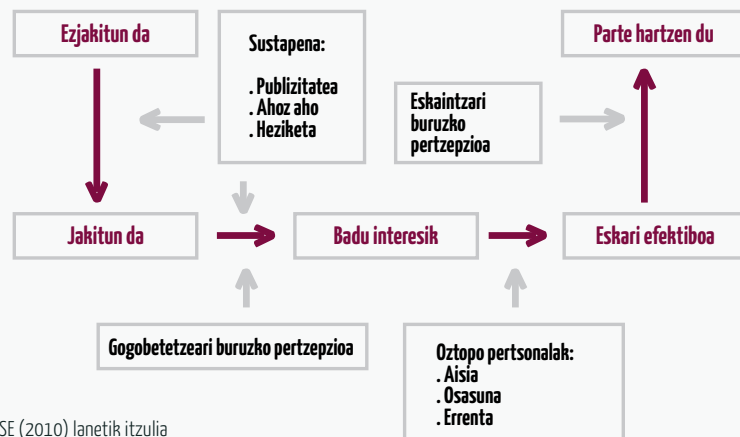 Ezjakitun da
Sustapena:
. Publizitatea
. Ahoz aho
. Heziketa
Parte hartzen du
Eskaintzari
buruzko
pertzepzioa
Jakitun da
Badu interesik
Eskari efektiboa
Gogobetetzeari buruzko pertzepzioa
Oztopo pertsonalak:
. Aisia
. Osasuna
. Errenta
SE (2010) lanetik itzulia